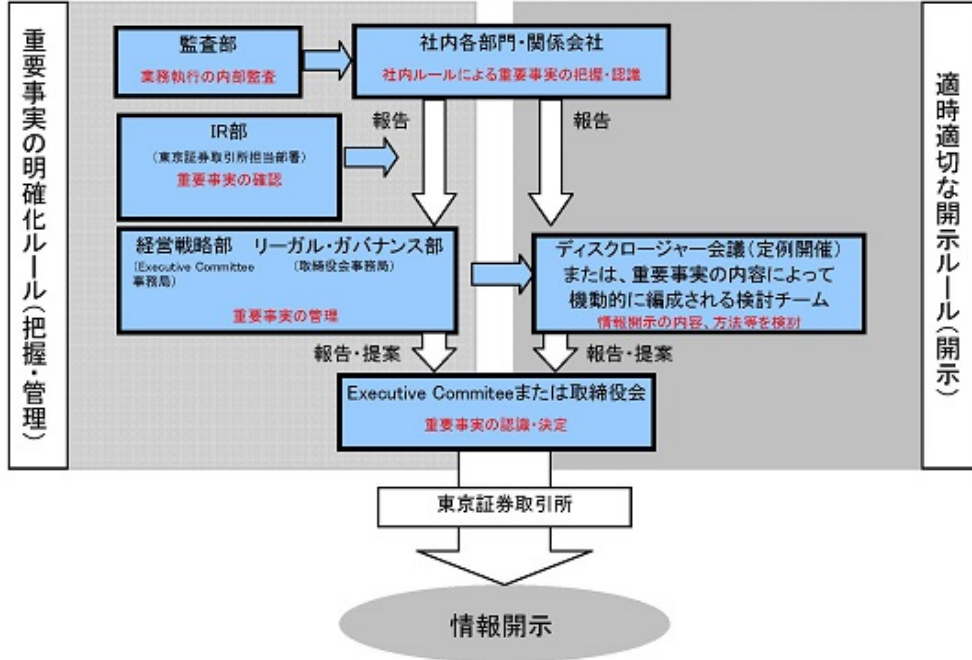 重要事実の明確化ルール(把握・管理)
監査部
業務執行の内部監査
社内各部門・関係会社
社内ルールによる重要事実の把握・認識
報告
報告
IR部
(東京証券取引所担当部署)
重要事実の確認
経営戦略部 リーガル・ガバナンス部
(Executive Committee
事務局)
(取締役会事務局)
重要事実の管理
ディスクロージャー会議(定例開催)
または、重要事実の内容によって
機動的に編成される検討チーム
情報開示の内容、方法等を検討
報告・提案
報告・提案
Executive Commiteeまたは取締役会
重要事実の認識・決定
適時適切な開示ルール(開示)
東京証券取引所
情報開示